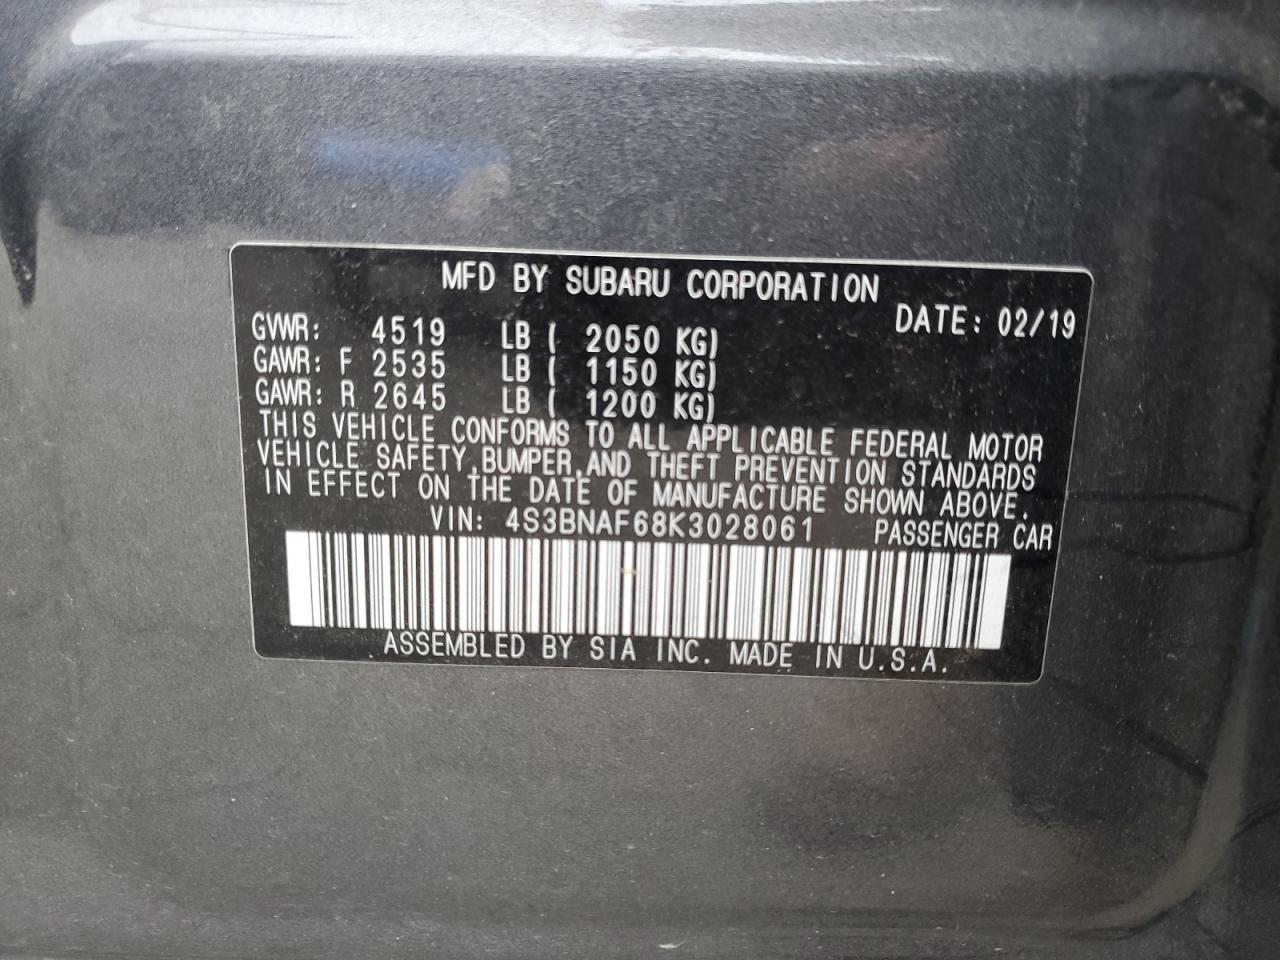 MFD BY SUBARU CORPORATION
DATE: 02/19
GVWR: 4519 LB ( 2050 KG)
GAWR: F 2535 LB ( 1150 KG)
GAWR: R 2645 LB ( 1200 KG)
THIS VEHICLE CONFORMS TO ALL APPLICABLE FEDERAL MOTOR
VEHICLE SAFETY,BUMPER,AND THEFT PREVENTION STANDARDS
IN EFFECT ON THE DATE OF MANUFACTURE SHOWN ABOVE.
VIN: 4S3BNAF68K3028061 PASSENGER CAR
ASSEMBLED BY SIA INC. MADE IN U.S.A.